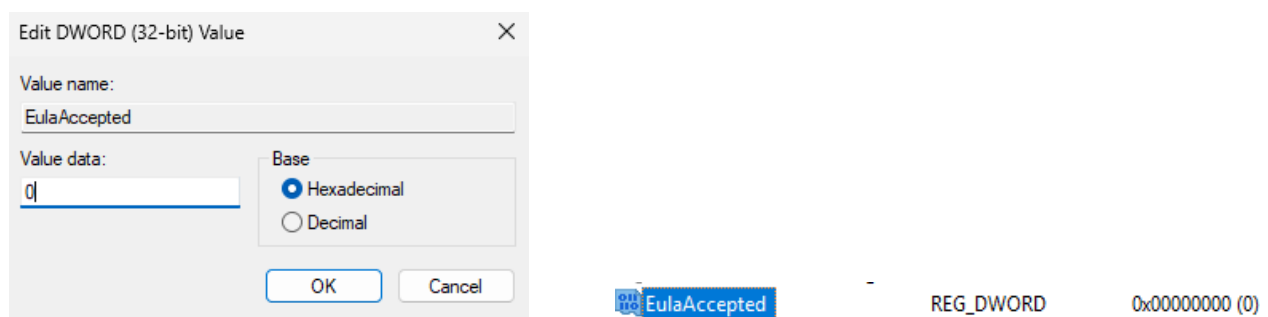 Edit DWORD (32-bit) Value
Value name:
EulaAccepted
Value data:
0
Base
Hexadecimal
Decimal
OK Cancel
EulaAccepted REG_DWORD 0x00000000 (0)